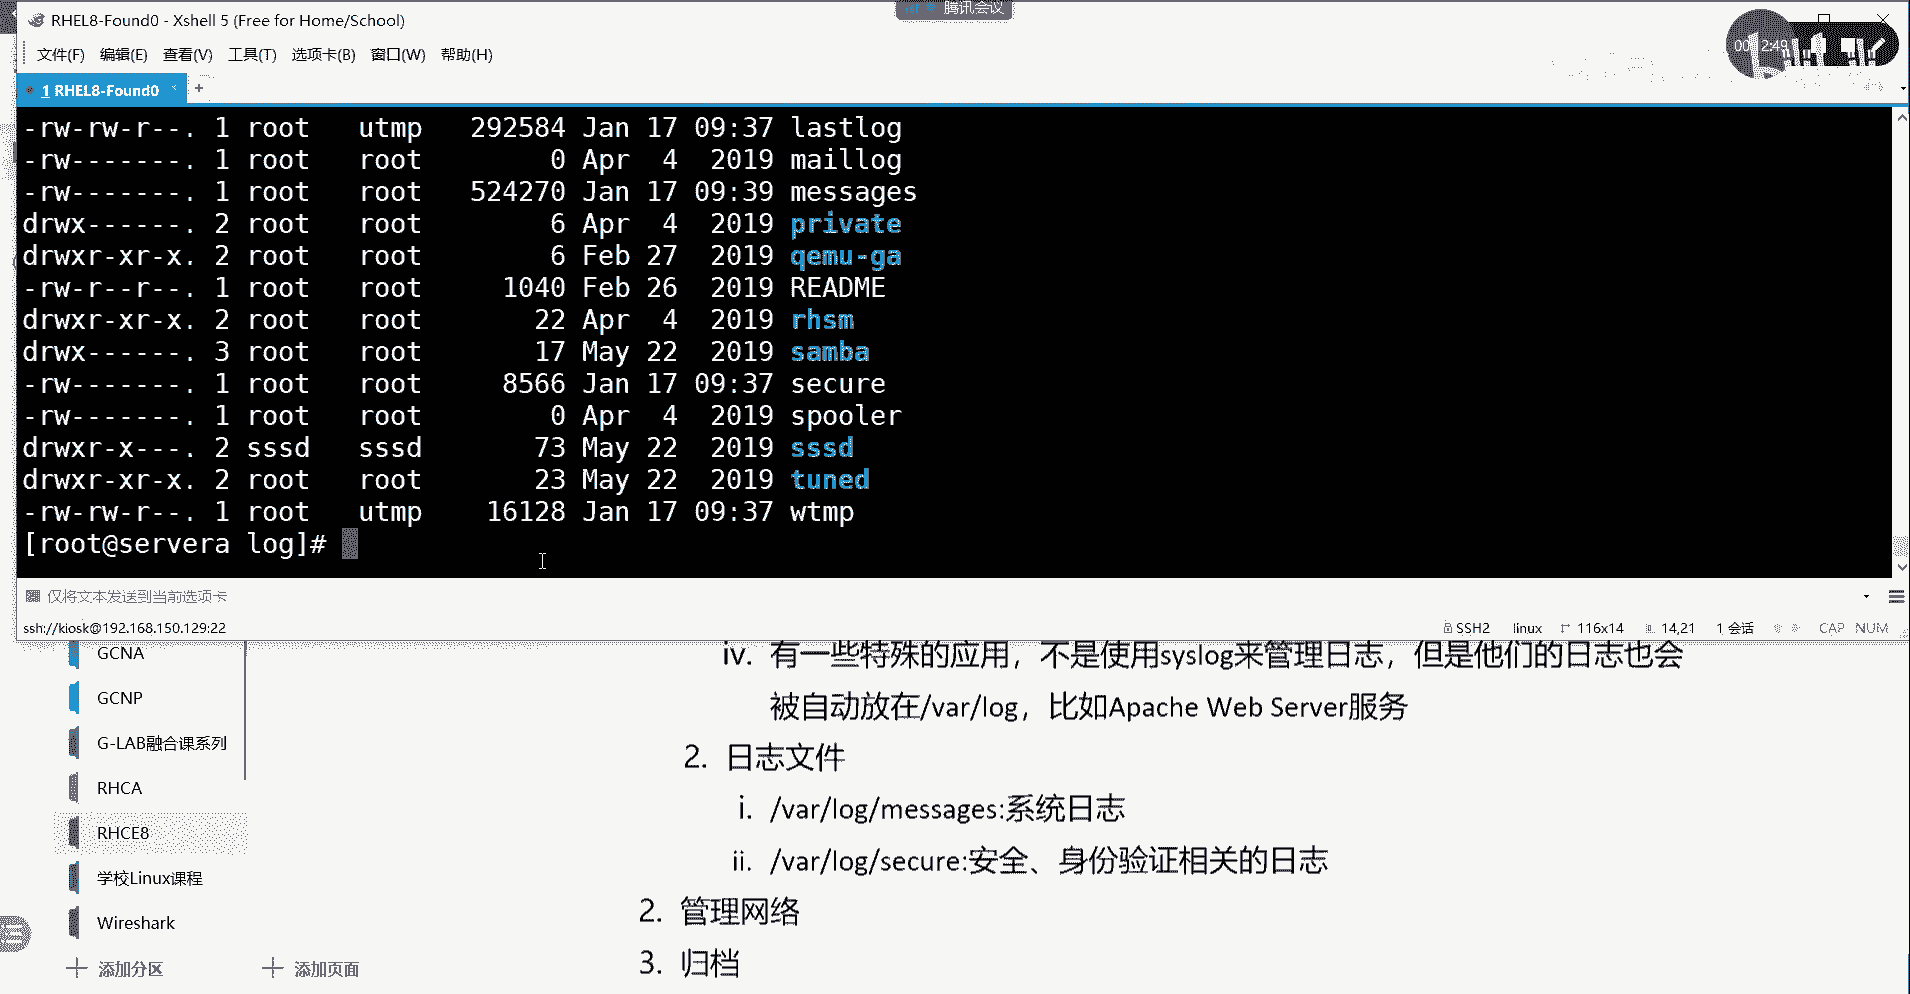 腾讯会议
RHEL8-Found0 - Xshell 5 (Free for Home/School)
文件(F) 编辑(E) 查看(V) 工具(T) 选项卡(B) 窗口(W) 帮助(H)
1 RHEL8-Found0 +
-rw-rw-r--. 1 root utmp 292584 Jan 17 09:37 lastlog
-rw-------. 1 root root 0 Apr 4 2019 maillog
-rw-------. 1 root root 524270 Jan 17 09:39 messages
drwx------. 2 root root 6 Apr 4 2019 private
drwxr-xr-x. 2 root root 6 Feb 27 2019 qemu-ga
-rw-r--r--. 1 root root 1040 Feb 26 2019 README
drwxr-xr-x. 2 root root 22 Apr 4 2019 rhsm
drwx------. 3 root root 17 May 22 2019 samba
-rw-------. 1 root root 8566 Jan 17 09:37 secure
-rw-------. 1 root root 0 Apr 4 2019 spooler
drwxr-x---. 2 sssd sssd 73 May 22 2019 sssd
drwxr-xr-x. 2 root root 23 May 22 2019 tuned
-rw-rw-r--. 1 root utmp 16128 Jan 17 09:37 wtmp
[root@servera log]#
仅将文本发送到当前选项卡
ssh://kiosk@192.168.150.129:22 SSH2 linux 116x14 14,21 1 会话 CAP NUM
GCNA
GCNP
G-LAB融合课系列
RHCA
RHCE8
学校Linux课程
Wireshark
添加分区 添加页面
iv. 有一些特殊的应用，不是使用syslog来管理日志，但是他们的日志也会
被自动放在/var/log，比如Apache Web Server服务
2. 日志文件
i. /var/log/messages:系统日志
ii. /var/log/secure:安全、身份验证相关的日志
2. 管理网络
3. 归档